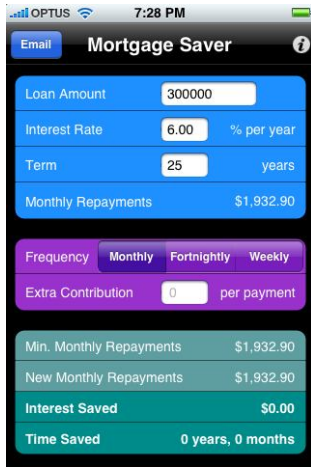 OPTUS 7:28 PM
Email Mortgage Saver i
Loan Amount 300000
Interest Rate 6.00 % per year
Term 25 years
Monthly Repayments $1,932.90
Frequency Monthly Fortnightly Weekly
Extra Contribution 0 per payment
Min. Monthly Repayments $1,932.90
New Monthly Repayments $1,932.90
Interest Saved $0.00
Time Saved 0 years, 0 months